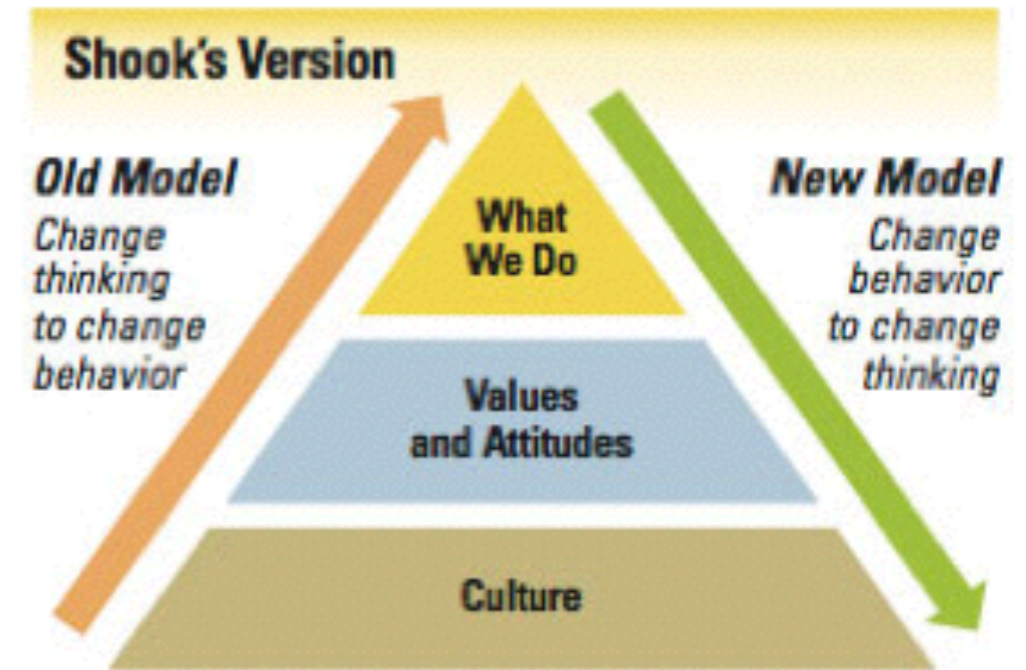 Shook's Version
Old Model
Change
thinking
to change
behavior
New Model
Change
behavior
to change
thinking
What
We Do
Values
and Attitudes
Culture